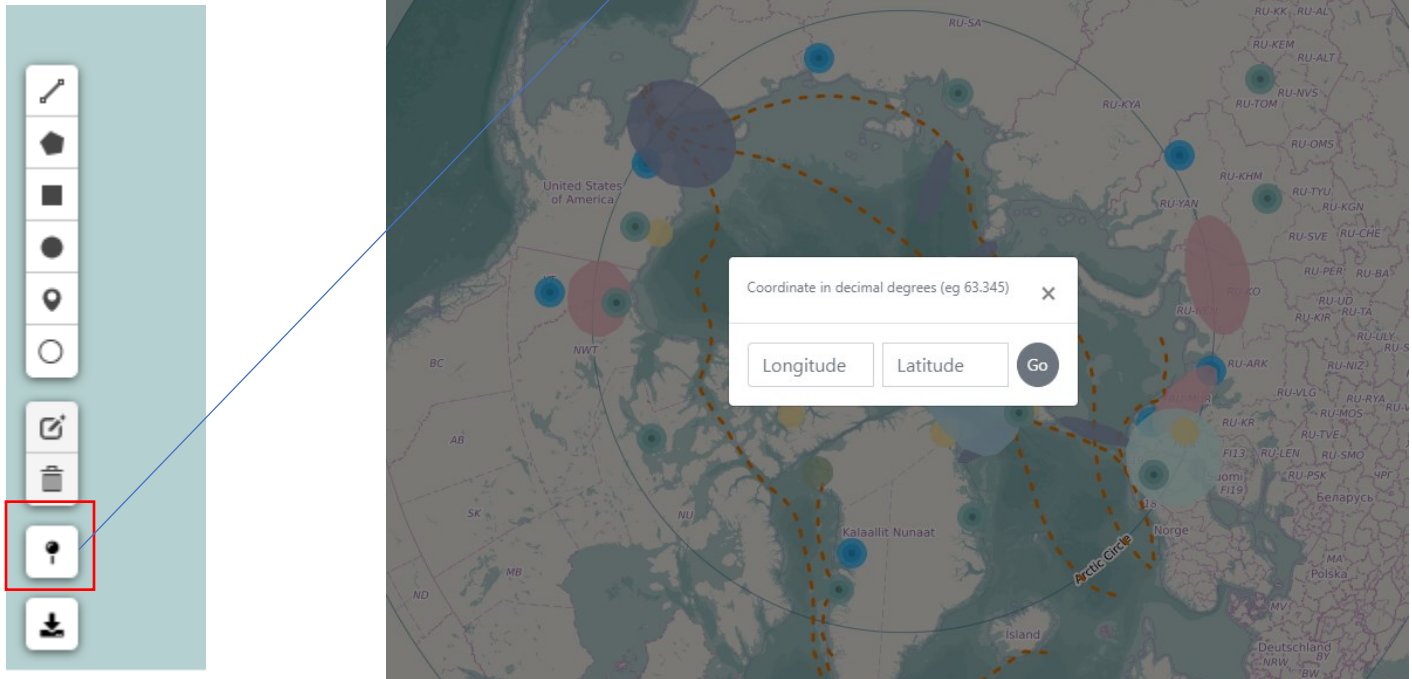 RU-SA
RU-KK
RU-AL
RU-KEM
RU-ALT
RU-NVS
RU-TOM
RU-KYA
RU-OMS
RU-KHM
RU-TYU
RU-YAN
RU-KGN
RU-SVE
RU-CHE
RU-PER
RU-BA
RU-UD
RU-KIR
RU-TA
RU-ULY
RU-NIZ
RU-ARK
RU-VLG
RU-RYA
RU-MOS
RU-KR
RU-TVE
FI13
RU-LEN
RU-SMO
RU-PSK
FI19
Беларусь
United States
of America
NWT
BC
AB
SK
NU
MB
ND
Coordinate in decimal degrees (eg 63.345)
×
Longitude
Latitude
Go
Kalaallit Nunaat
Arctic Circle
Norge
Island
MA
Polska
MV
Deutschland
BY
NRW
BW